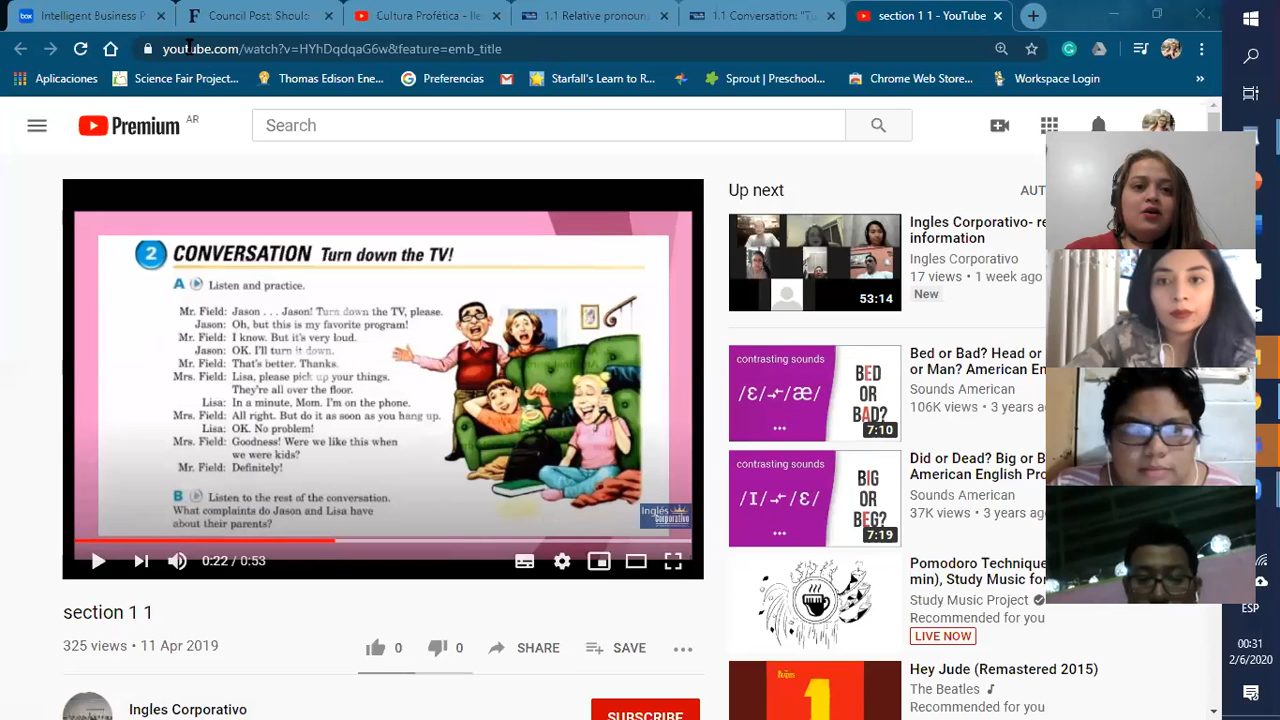 Intelligent Business P
Council Post: Should
Cultura Profética - Ile
1.1 Relative pronoun
1.1 Conversation: "Tu
section 1 1 - YouTube
youtube.com/watch?v=HYhDqdqaG6w&feature=emb_title
Aplicaciones
Science Fair Project...
Thomas Edison Ene...
Preferencias
Starfall's Learn to R...
Sprout | Preschool...
Chrome Web Store...
Workspace Login
Premium AR
Search
2 CONVERSATION Turn down the TV!
A Listen and practice.
Mr. Field: Jason . . . Jason! Turn down the TV, please.
Jason: Oh, but this is my favorite program!
Mr. Field: I know. But it's very loud.
Jason: OK. I'll turn it down.
Mr. Field: That's better. Thanks.
Mrs. Field: Lisa, please pick up your things.
They're all over the floor.
Lisa: In a minute, Mom. I'm on the phone.
Mrs. Field: All right. But do it as soon as you hang up.
Lisa: OK. No problem!
Mrs. Field: Goodness! Were we like this when
we were kids?
Mr. Field: Definitely!
B Listen to the rest of the conversation.
What complaints do Jason and Lisa have
about their parents?
Inglés
Corporativo
0:22 / 0:53
section 1 1
325 views • 11 Apr 2019
0
0
SHARE
SAVE
Ingles Corporativo
SUBSCRIBE
Up next
AUT
Ingles Corporativo- re
information
Ingles Corporativo
17 views • 1 week ago
New
53:14
contrasting sounds
/ɛ/ /æ/
BED
OR
BAD?
7:10
Bed or Bad? Head or
or Man? American En
Sounds American
106K views • 3 years a
contrasting sounds
/ɪ/ /ɛ/
BIG
OR
BEG?
7:19
Did or Dead? Big or B
American English Pro
Sounds American
37K views • 3 years a
Pomodoro Technique
min), Study Music fo
Study Music Project
Recommended for you
LIVE NOW
1
Hey Jude (Remastered 2015)
The Beatles
Recommended for you
ESP
00:31
2/6/2020